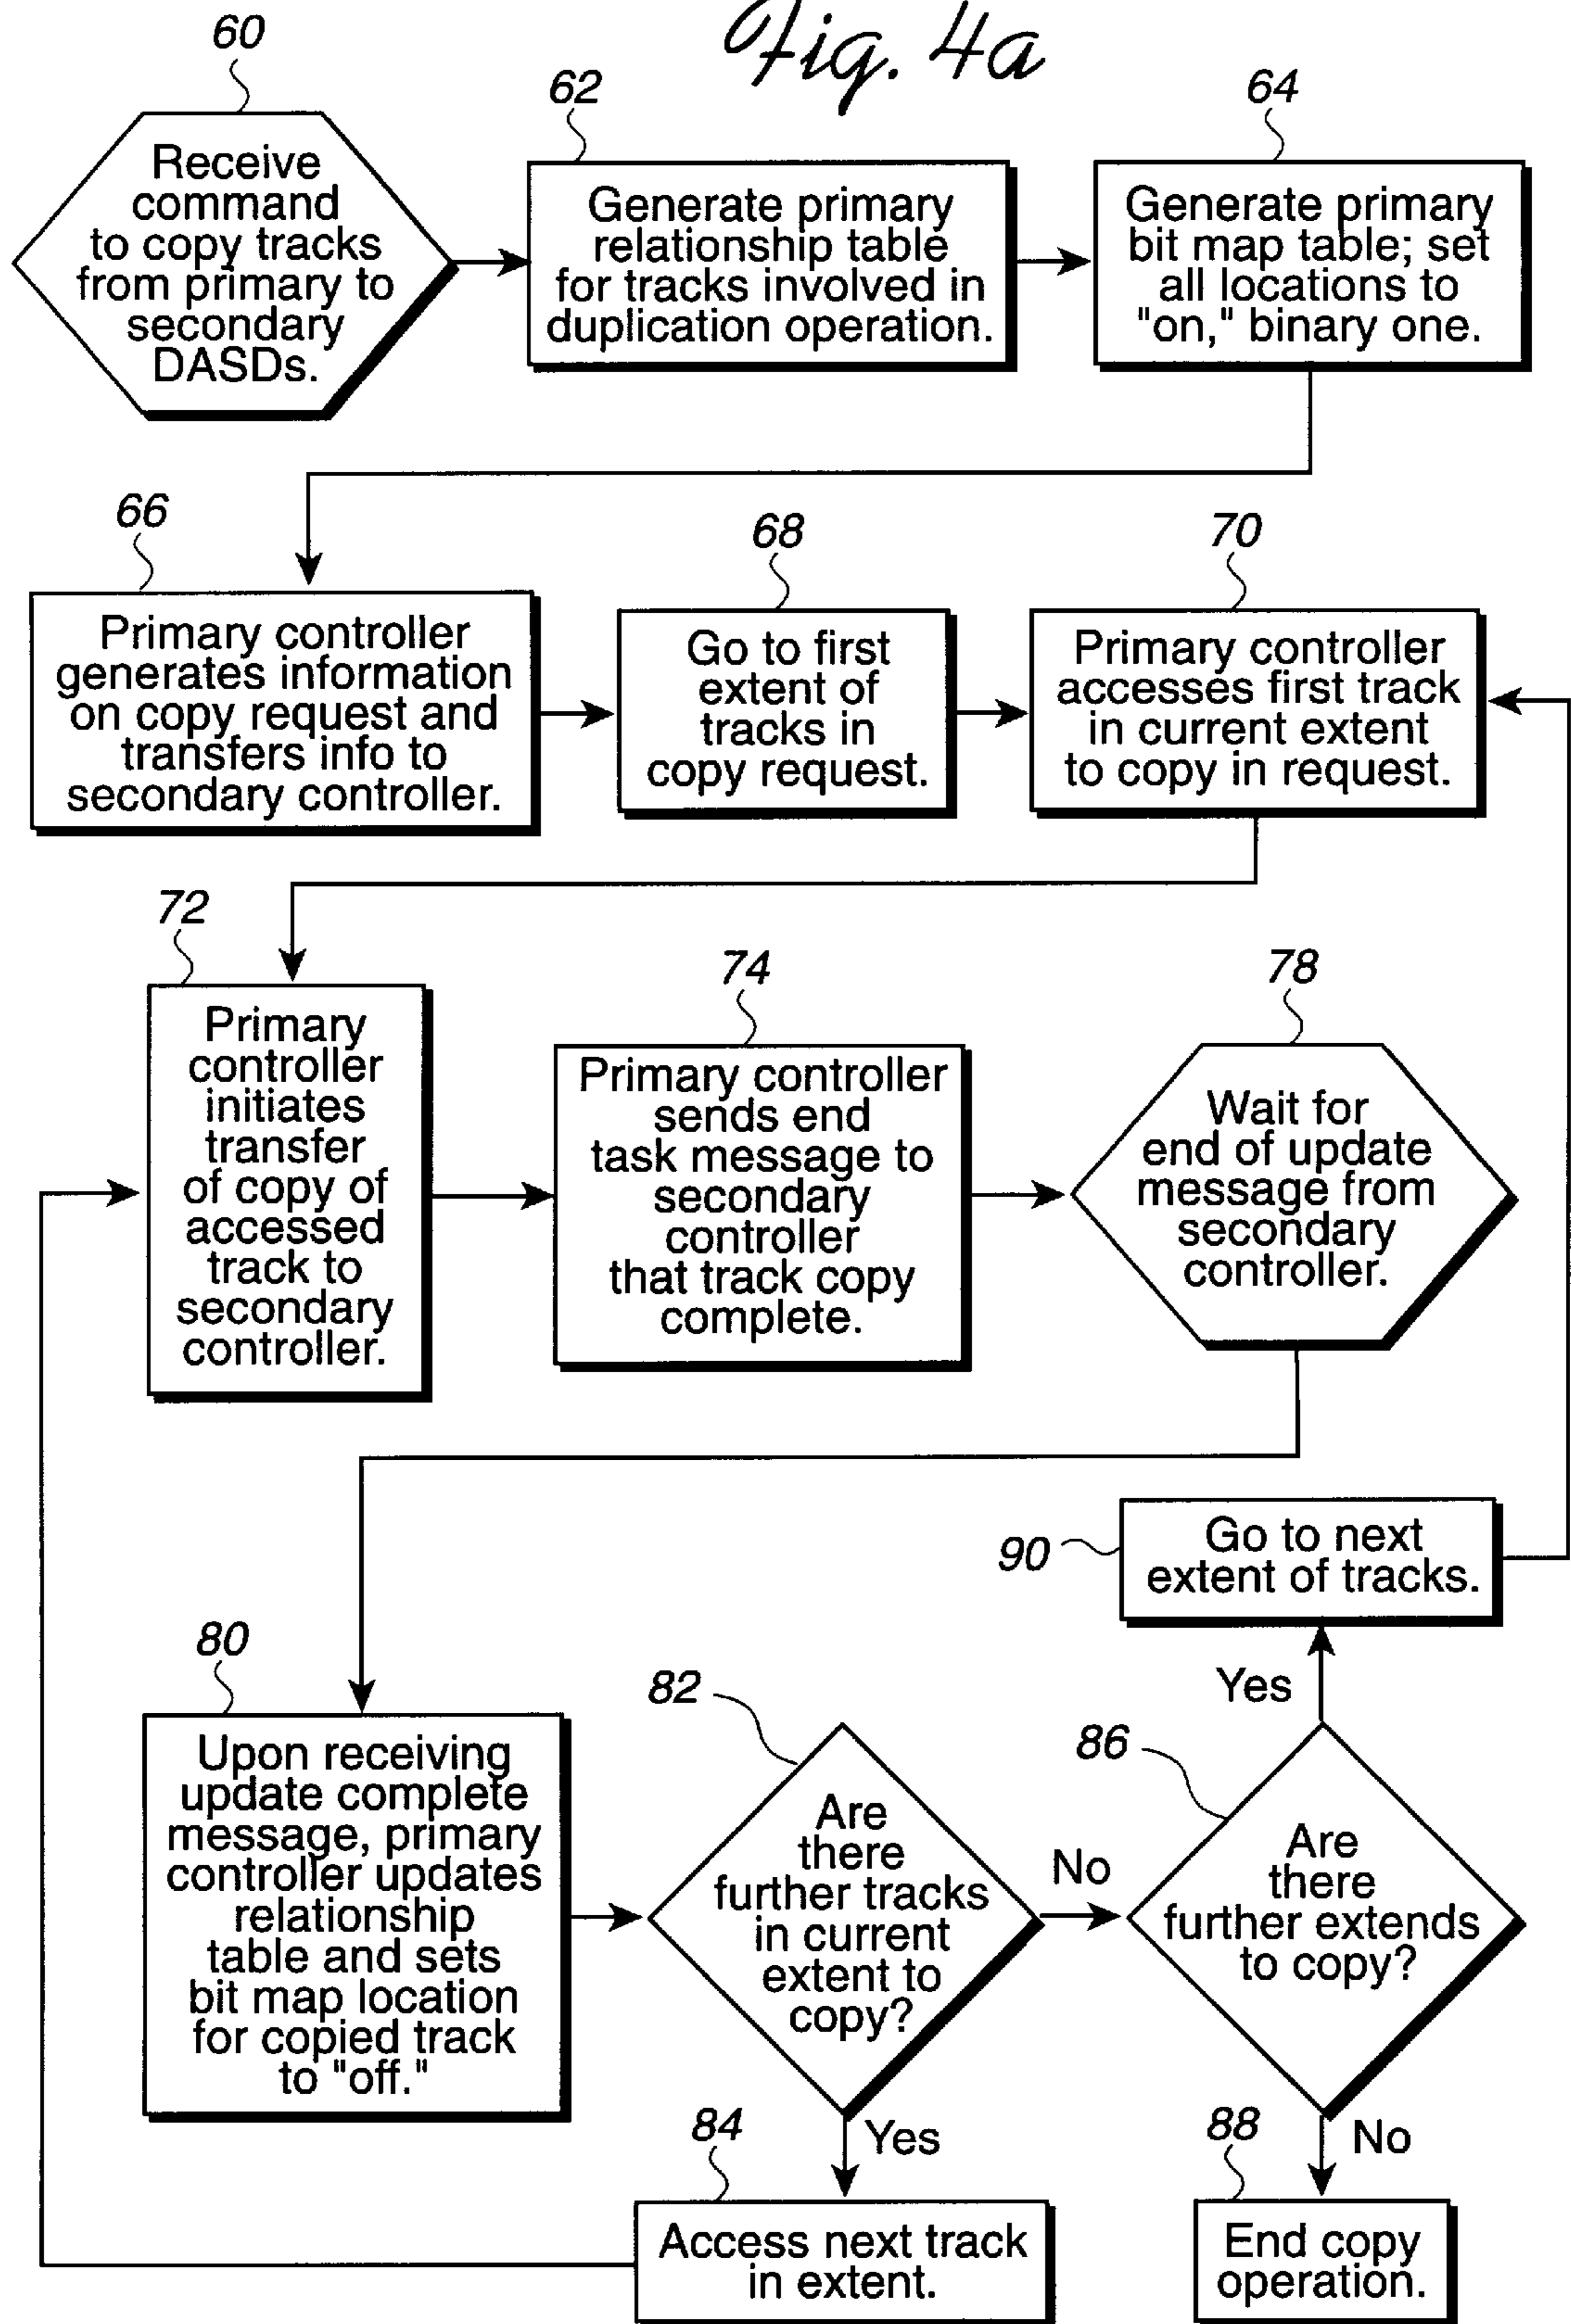 Fig. 4a
60
Receive
command
to copy tracks
from primary to
secondary
DASDs.
62
Generate primary
relationship table
for tracks involved in
duplication operation.
64
Generate primary
bit map table; set
all locations to
"on," binary one.
66
Primary controller
generates information
on copy request and
transfers info to
secondary controller.
68
Go to first
extent of
tracks in
copy request.
70
Primary controller
accesses first track
in current extent
to copy in request.
72
Primary
controller
initiates
transfer
of copy of
accessed
track to
secondary
controller.
74
Primary controller
sends end
task message to
secondary
controller
that track copy
complete.
78
Wait for
end of update
message from
secondary
controller.
80
Upon receiving
update complete
message, primary
controller updates
relationship
table and sets
bit map location
for copied track
to "off."
82
Are
there
further tracks
in current
extent to
copy?
No
Yes
84
Access next track
in extent.
86
Are
there
further extends
to copy?
Yes
90
Go to next
extent of tracks.
No
88
End copy
operation.